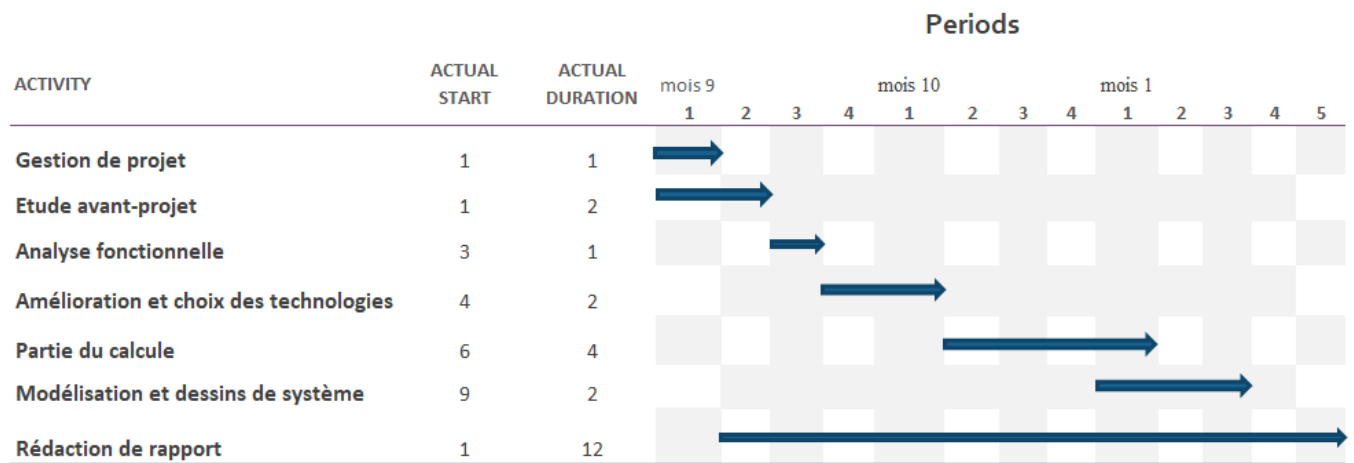 Periods
ACTIVITY ACTUAL START ACTUAL DURATION mois 9 mois 10 mois 1
1 2 3 4 1 2 3 4 1 2 3 4 5
Gestion de projet 1 1
Etude avant-projet 1 2
Analyse fonctionnelle 3 1
Amélioration et choix des technologies 4 2
Partie du calcule 6 4
Modélisation et dessins de système 9 2
Rédaction de rapport 1 12